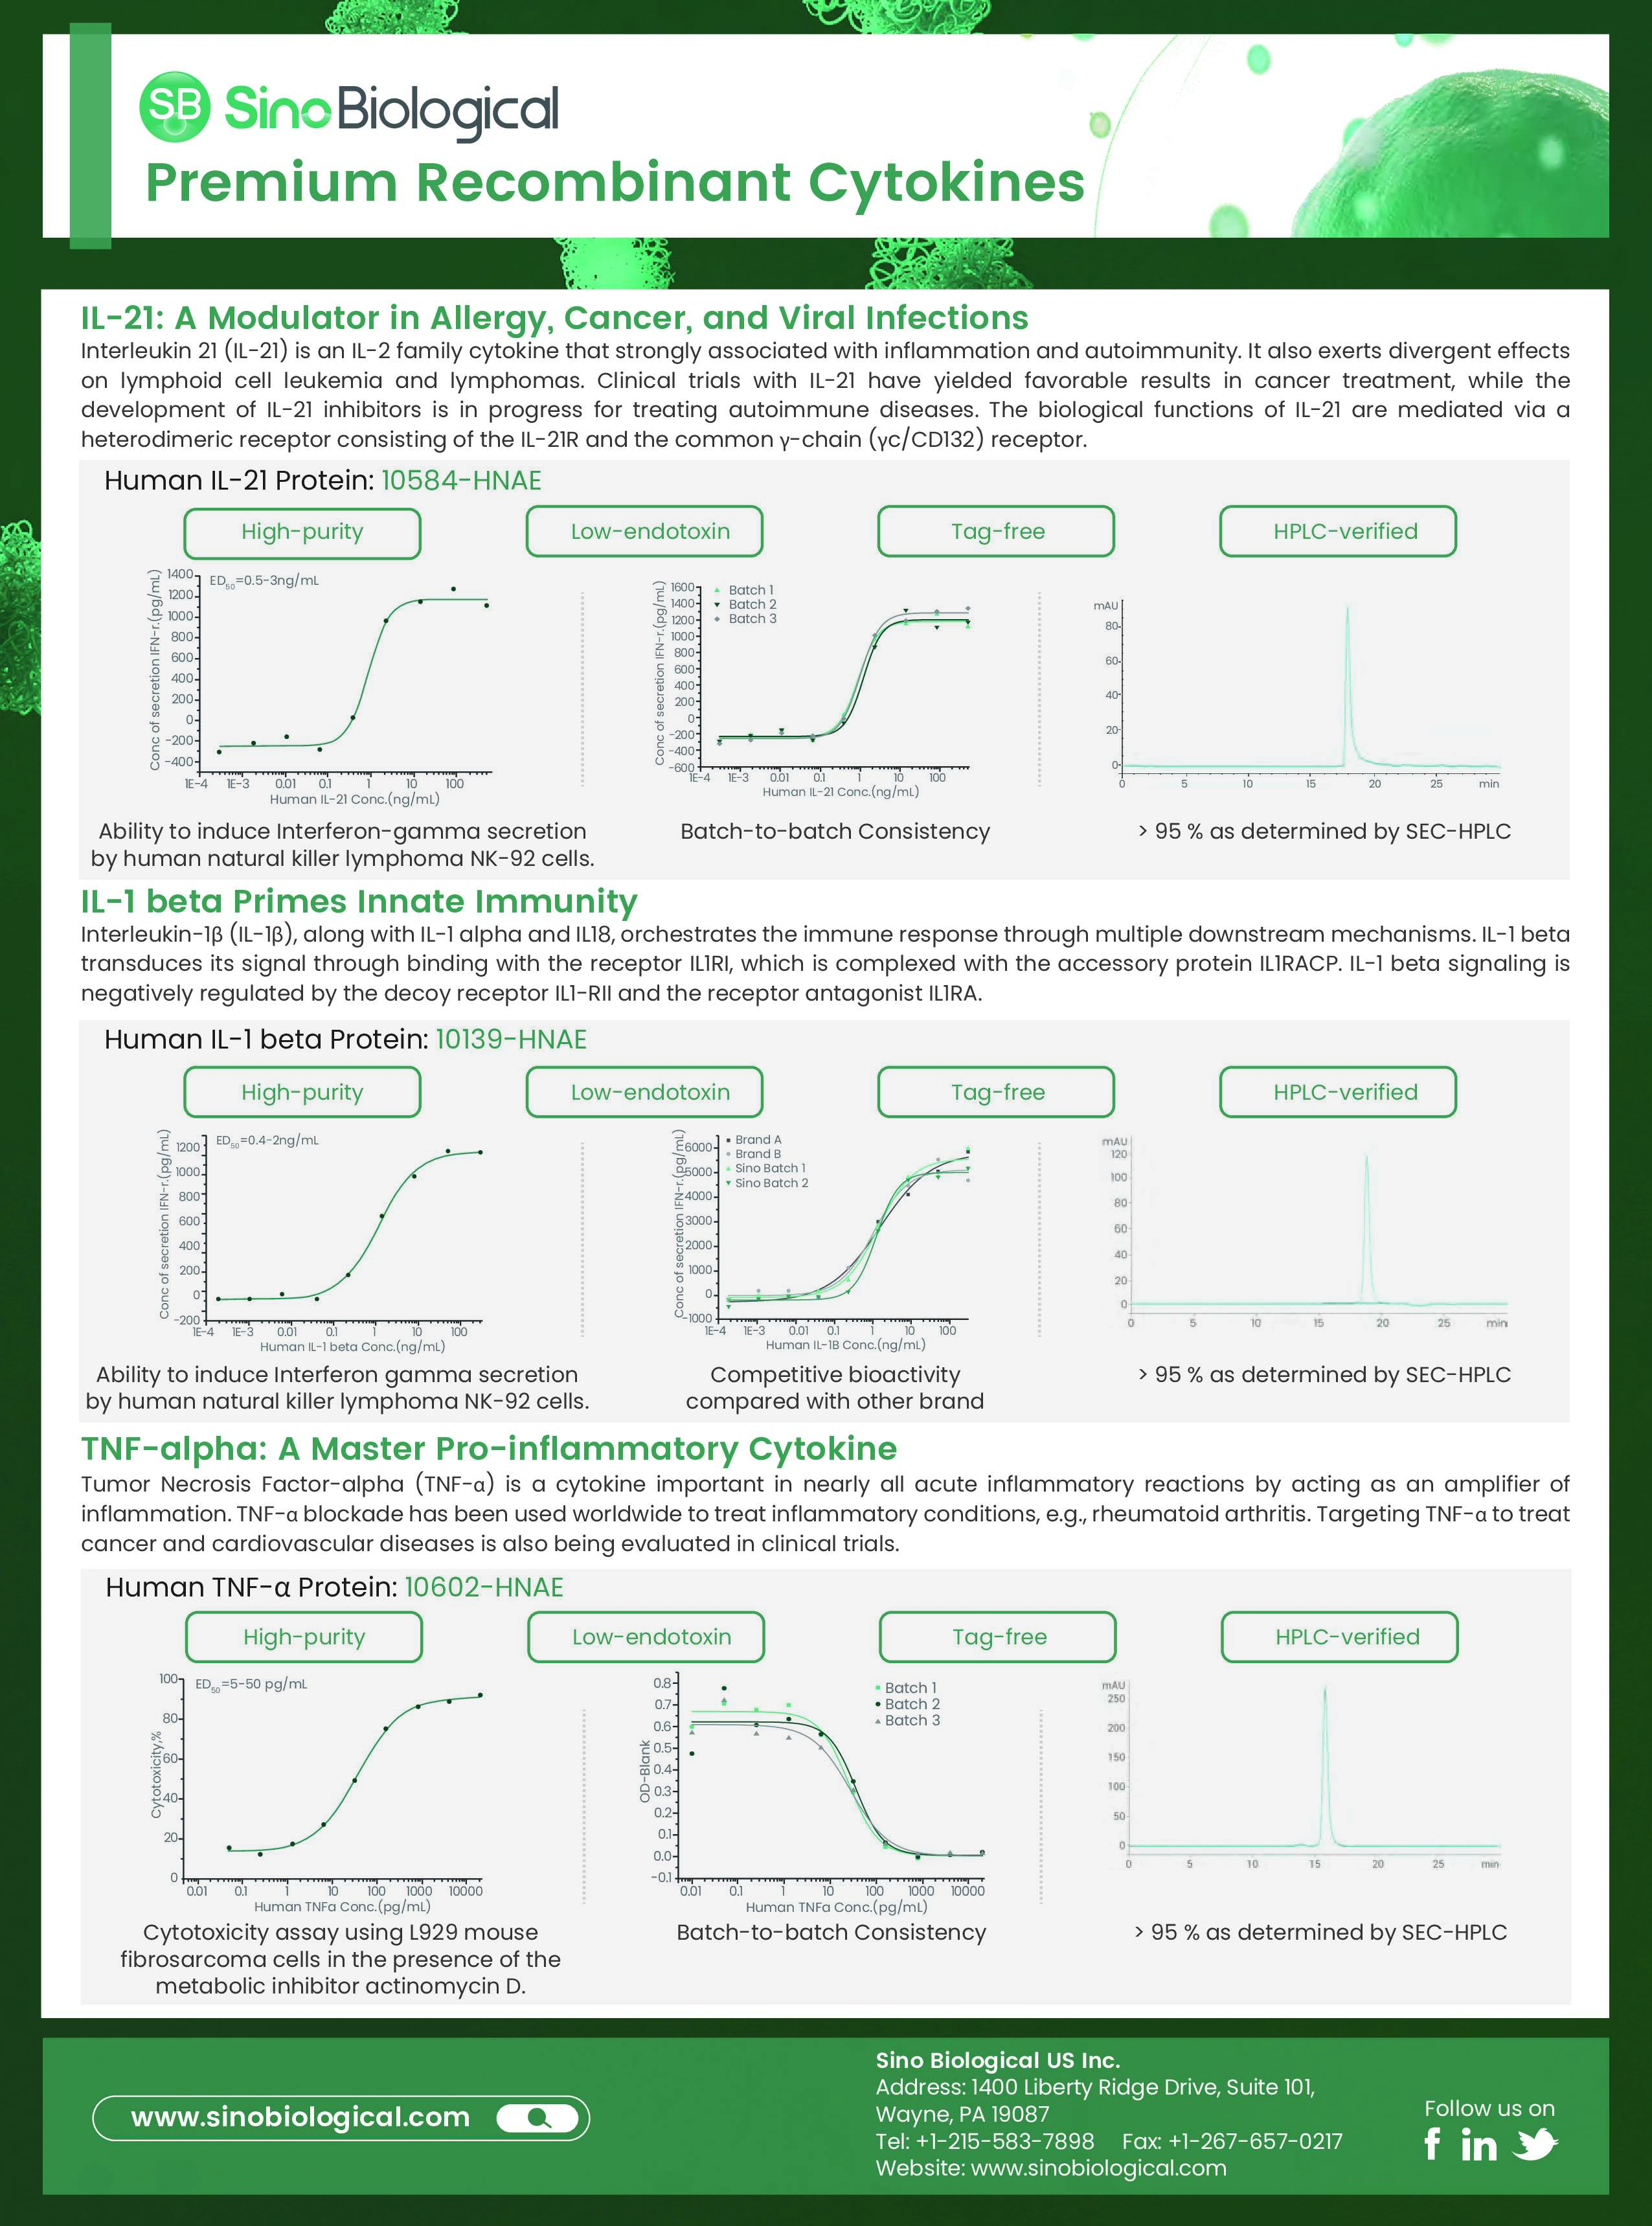 SB SinoBiological
Premium Recombinant Cytokines
IL-21: A Modulator in Allergy, Cancer, and Viral Infections
Interleukin 21 (IL-21) is an IL-2 family cytokine that strongly associated with inflammation and autoimmunity. It also exerts divergent effects
on lymphoid cell leukemia and lymphomas. Clinical trials with IL-21 have yielded favorable results in cancer treatment, while the
development of IL-21 inhibitors is in progress for treating autoimmune diseases. The biological functions of IL-21 are mediated via a
heterodimeric receptor consisting of the IL-21R and the common γ-chain (γc/CD132) receptor.
Human IL-21 Protein: 10584-HNAE
High-purity
Low-endotoxin
Tag-free
HPLC-verified
Conc of secretion IFN-r.(pg/mL)
1400
1200
1000
800
600
400
200
0
-200
-400
ED50=0.5-3ng/mL
1E-4 1E-3 0.01 0.1 1 10 100
Human IL-21 Conc.(ng/mL)
Ability to induce Interferon-gamma secretion
by human natural killer lymphoma NK-92 cells.
Conc of secretion IFN-r.(pg/mL)
1600
1400
1200
1000
800
600
400
200
0
-200
-400
-600
Batch 1
Batch 2
Batch 3
1E-4 1E-3 0.01 0.1 1 10 100
Human IL-21 Conc.(ng/mL)
Batch-to-batch Consistency
mAU
80
60
40
20
0
0 5 10 15 20 25 min
> 95 % as determined by SEC-HPLC
IL-1 beta Primes Innate Immunity
Interleukin-1β (IL-1β), along with IL-1 alpha and IL18, orchestrates the immune response through multiple downstream mechanisms. IL-1 beta
transduces its signal through binding with the receptor IL1RI, which is complexed with the accessory protein IL1RACP. IL-1 beta signaling is
negatively regulated by the decoy receptor IL1-RII and the receptor antagonist IL1RA.
Human IL-1 beta Protein: 10139-HNAE
High-purity
Low-endotoxin
Tag-free
HPLC-verified
Conc of secretion IFN-r.(pg/mL)
1200
1000
800
600
400
200
0
-200
ED50=0.4-2ng/mL
1E-4 1E-3 0.01 0.1 1 10 100
Human IL-1 beta Conc.(ng/mL)
Ability to induce Interferon gamma secretion
by human natural killer lymphoma NK-92 cells.
Conc of secretion IFN-r.(pg/mL)
6000
5000
4000
3000
2000
1000
0
-1000
Brand A
Brand B
Sino Batch 1
Sino Batch 2
1E-4 1E-3 0.01 0.1 1 10 100
Human IL-1B Conc.(ng/mL)
Competitive bioactivity
compared with other brand
mAU
120
100
80
60
40
20
0
0 5 10 15 20 25 min
> 95 % as determined by SEC-HPLC
TNF-alpha: A Master Pro-inflammatory Cytokine
Tumor Necrosis Factor-alpha (TNF-α) is a cytokine important in nearly all acute inflammatory reactions by acting as an amplifier of
inflammation. TNF-α blockade has been used worldwide to treat inflammatory conditions, e.g., rheumatoid arthritis. Targeting TNF-α to treat
cancer and cardiovascular diseases is also being evaluated in clinical trials.
Human TNF-α Protein: 10602-HNAE
High-purity
Low-endotoxin
Tag-free
HPLC-verified
Cytotoxicity,%
100
80
60
40
20
0
ED50=5-50 pg/mL
0.01 0.1 1 10 100 1000 10000
Human TNFa Conc.(pg/mL)
Cytotoxicity assay using L929 mouse
fibrosarcoma cells in the presence of the
metabolic inhibitor actinomycin D.
OD-Blank
0.8
0.7
0.6
0.5
0.4
0.3
0.2
0.1
0.0
-0.1
Batch 1
Batch 2
Batch 3
0.01 0.1 1 10 100 1000 10000
Human TNFa Conc.(pg/mL)
Batch-to-batch Consistency
mAU
250
200
150
100
50
0
0 5 10 15 20 25 min
> 95 % as determined by SEC-HPLC
www.sinobiological.com
Sino Biological US Inc.
Address: 1400 Liberty Ridge Drive, Suite 101,
Wayne, PA 19087
Tel: +1-215-583-7898 Fax: +1-267-657-0217
Website: www.sinobiological.com
Follow us on
f in